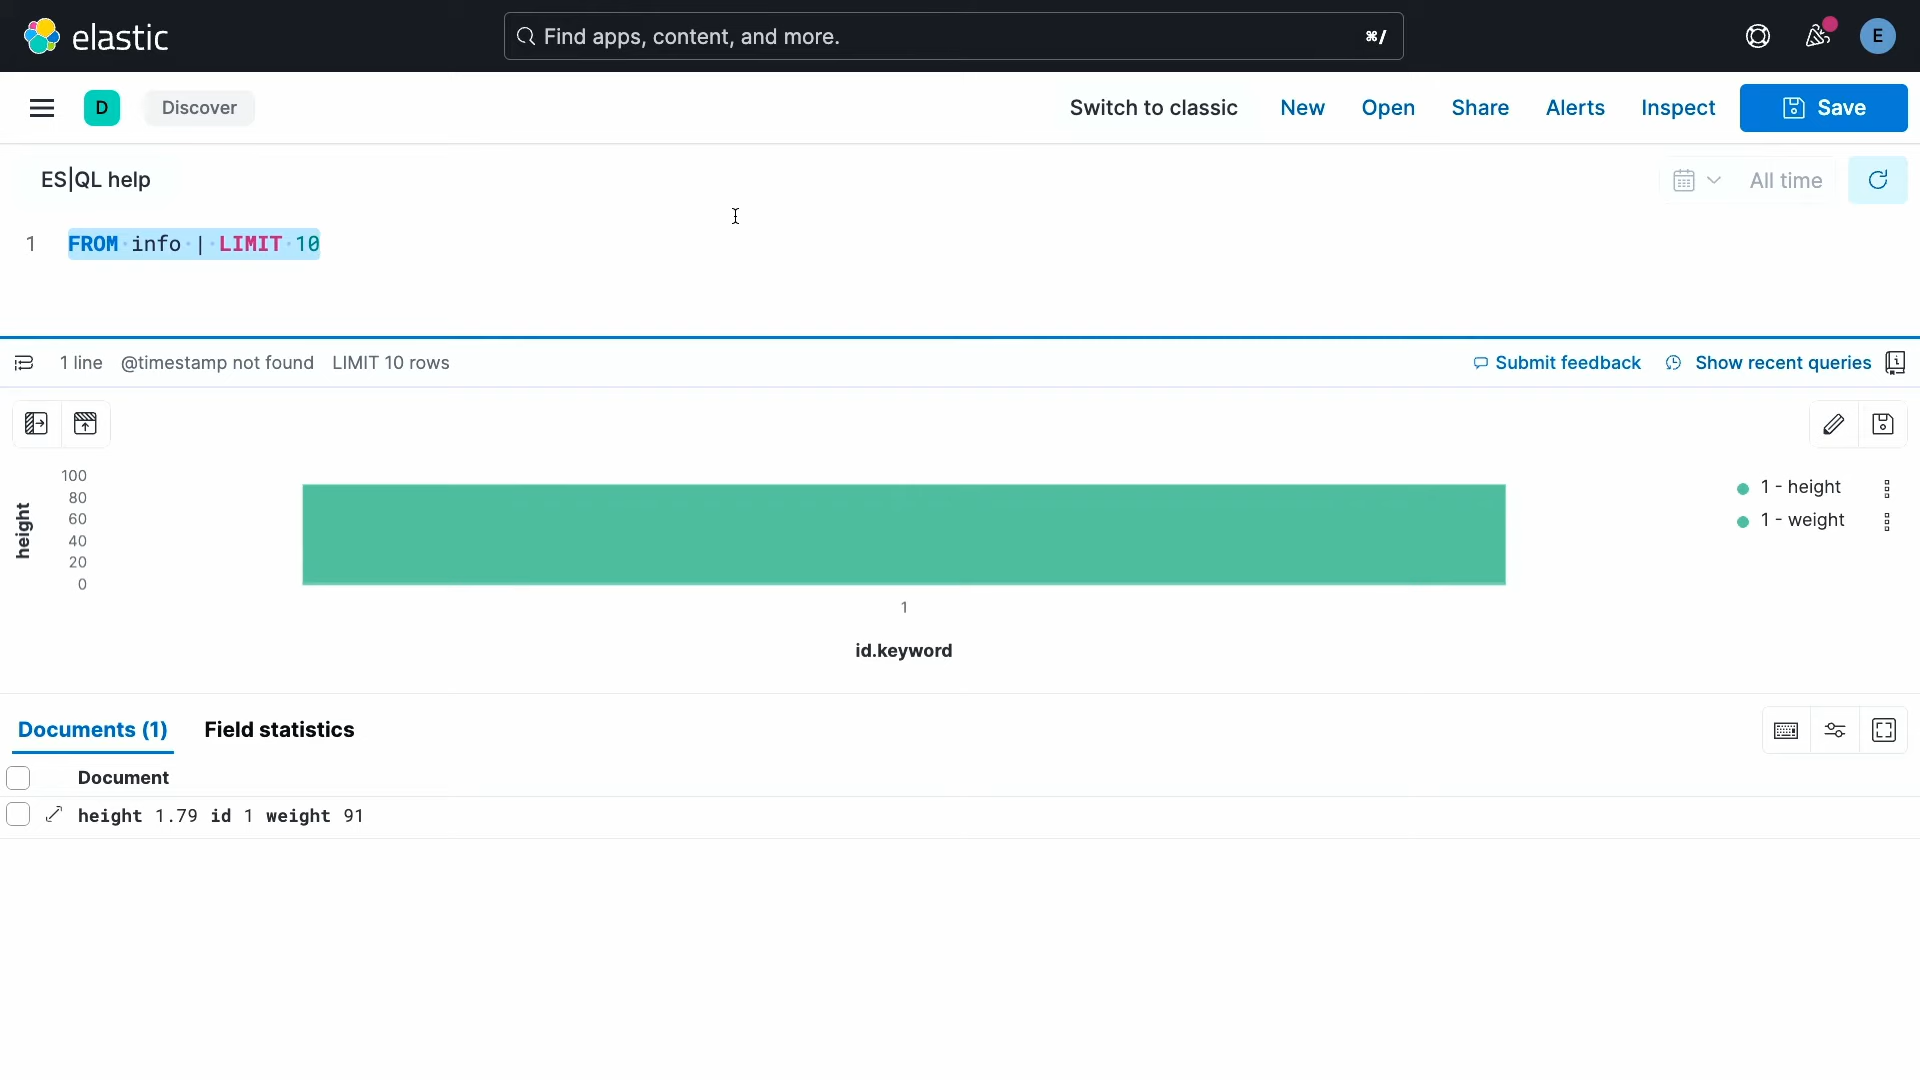 elastic
Find apps, content, and more. ⌘/
E
D Discover Switch to classic New Open Share Alerts Inspect Save
ES|QL help All time
1 FROM info | LIMIT 10
1 line @timestamp not found LIMIT 10 rows Submit feedback Show recent queries
height
100
80
60
40
20
0
1
id.keyword
1 - height
1 - weight
Documents (1) Field statistics
Document
height 1.79 id 1 weight 91